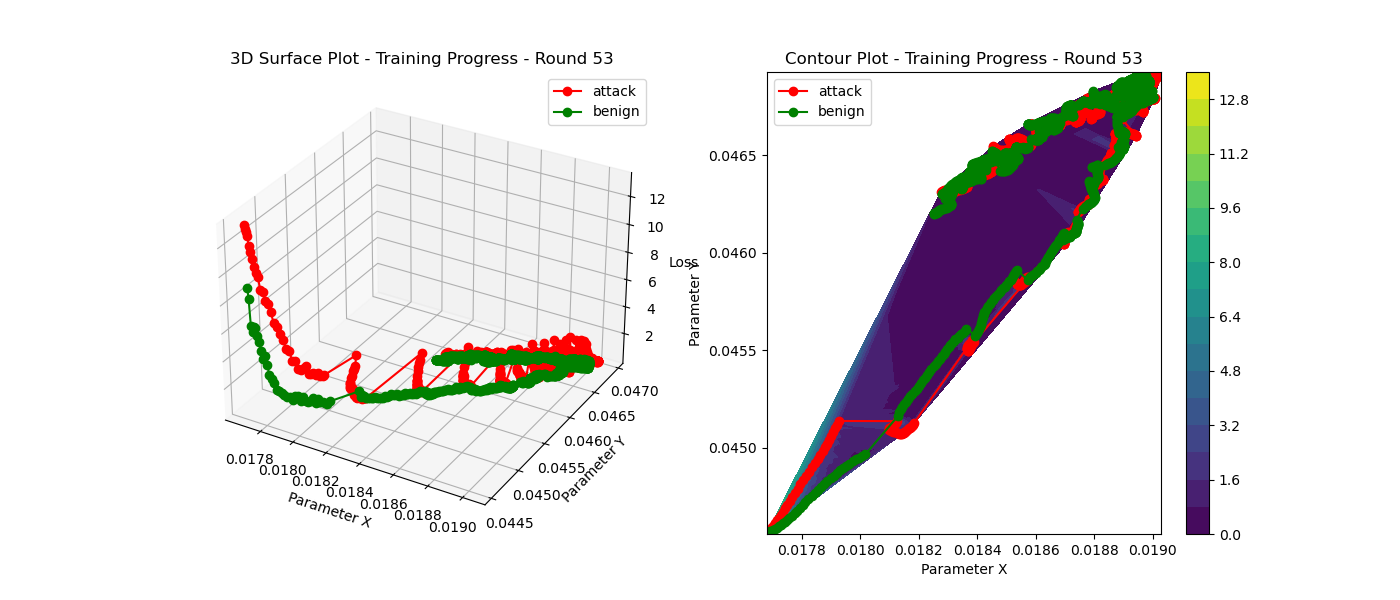 3D Surface Plot - Training Progress - Round 53
attack
benign
12
10
8
6
4
2
Loss
0.0470
0.0465
0.0460
0.0455
0.0450
0.0445
Parameter Y
0.0178
0.0180
0.0182
0.0184
0.0186
0.0188
0.0190
Parameter X
Contour Plot - Training Progress - Round 53
attack
benign
0.0465
0.0460
0.0455
0.0450
Parameter Y
0.0178 0.0180 0.0182 0.0184 0.0186 0.0188 0.0190
Parameter X
12.8
11.2
9.6
8.0
6.4
4.8
3.2
1.6
0.0